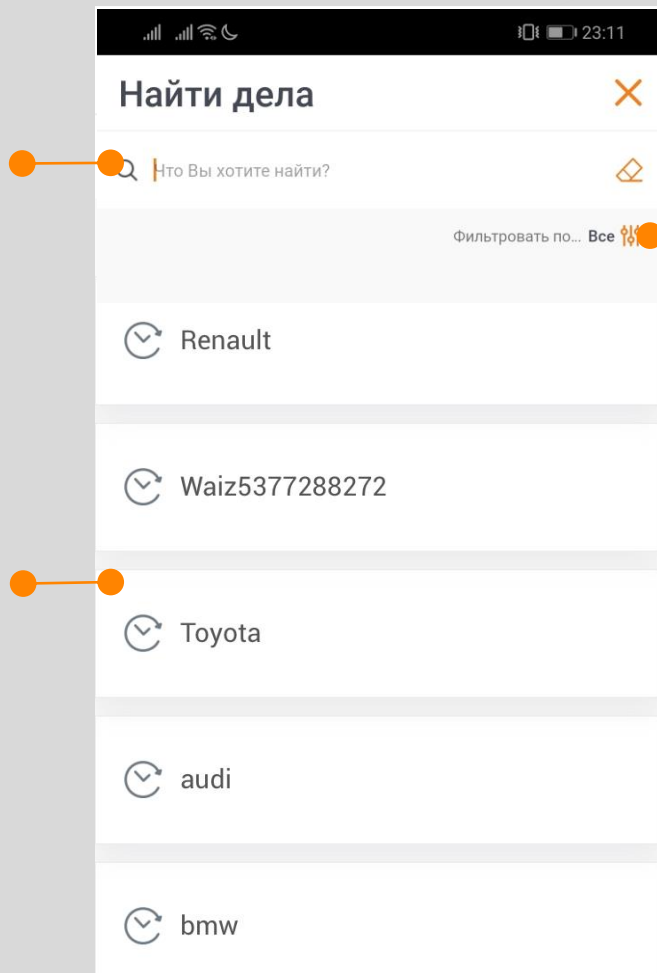 23:11
Найти дела
Что Вы хотите найти?
Фильтровать по... Все
Renault
Waiz5377288272
Toyota
audi
bmw